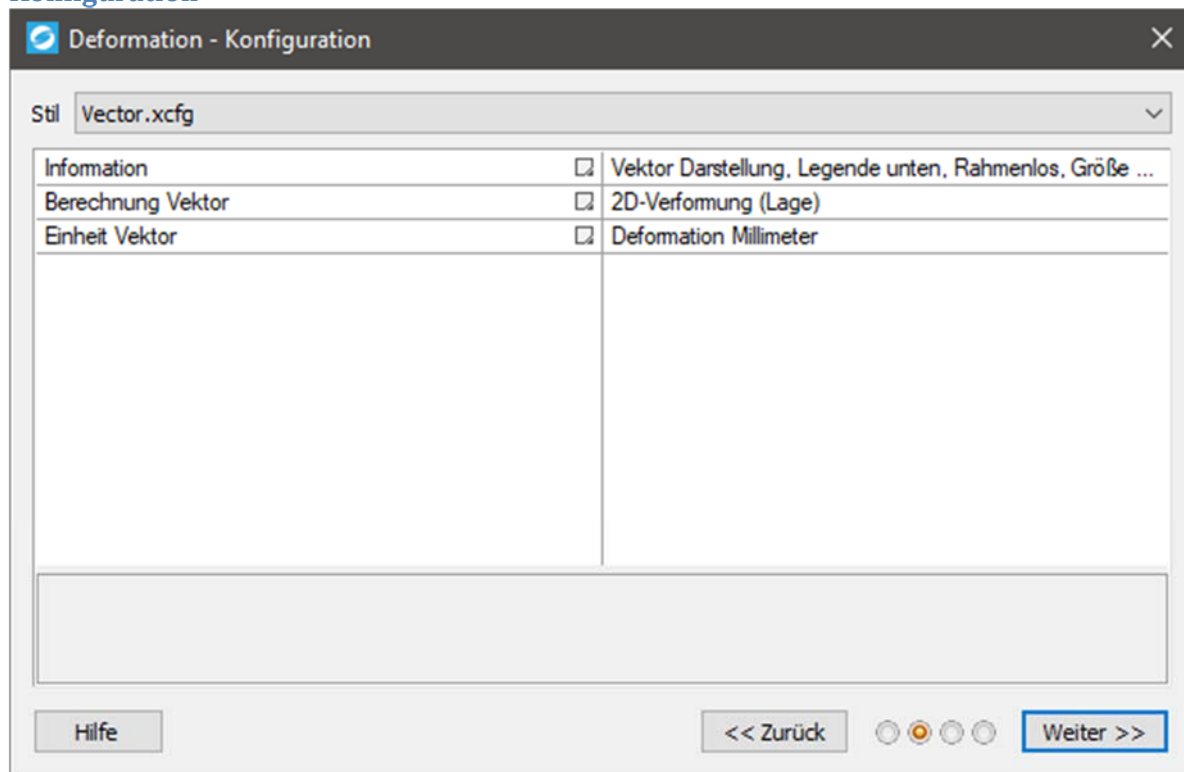 Konfiguration
Deformation - Konfiguration
Stil Vector.xcfg
Information Vektor Darstellung, Legende unten, Rahmenlos, Größe ...
Berechnung Vektor 2D-Verformung (Lage)
Einheit Vektor Deformation Millimeter
Hilfe << Zurück Weiter >>